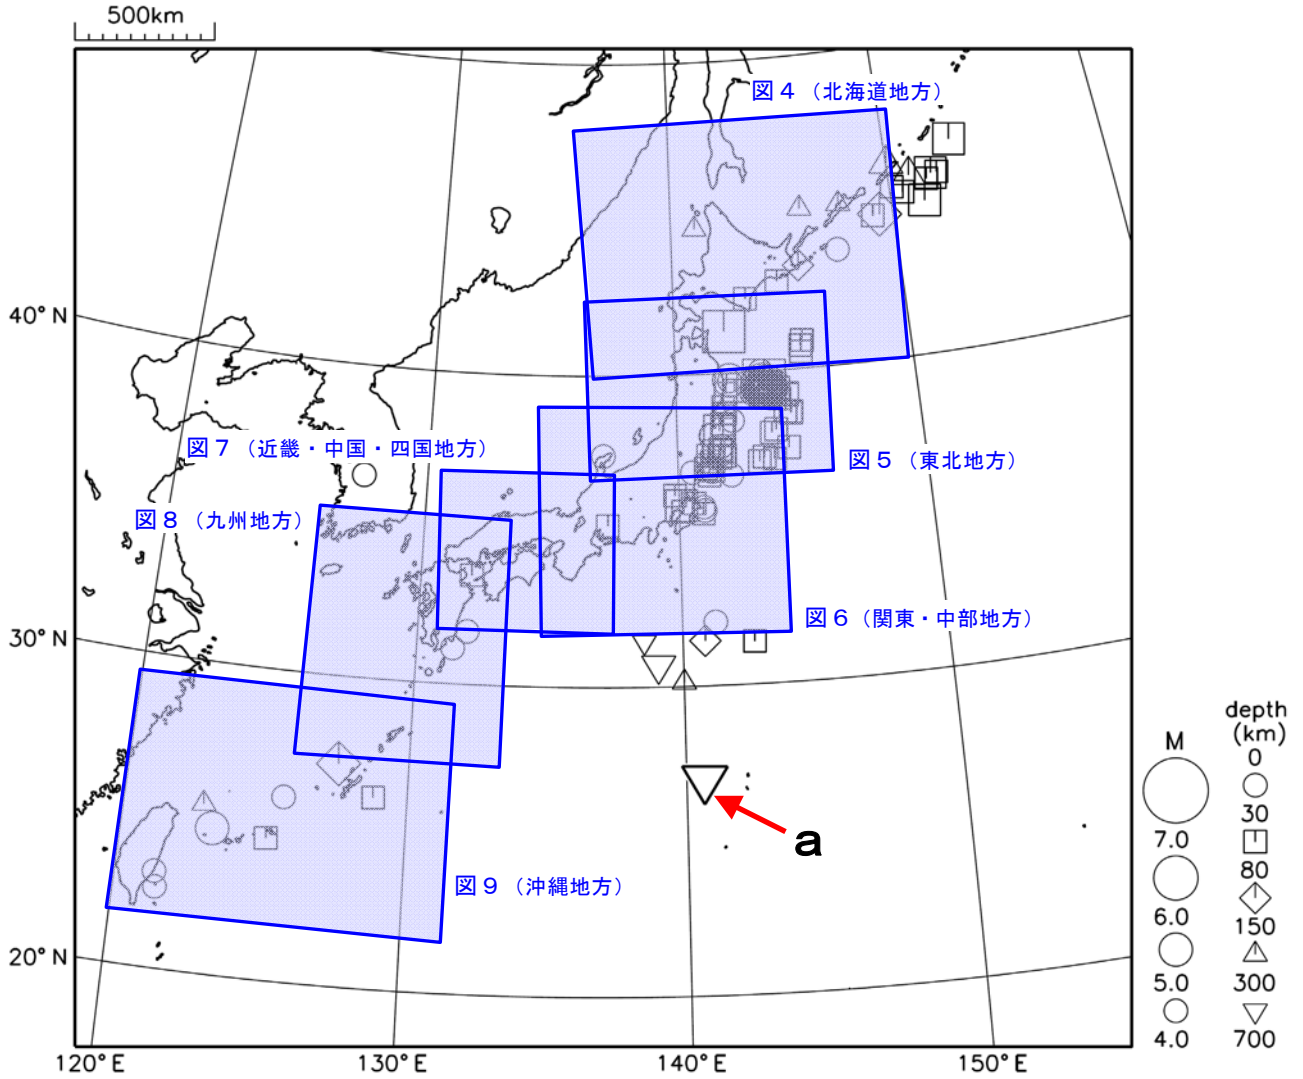 500km
図４（北海道地方）
40° N
図７（近畿・中国・四国地方）
図５（東北地方）
図８（九州地方）
図６（関東・中部地方）
30° N
a
図９（沖縄地方）
20° N
120° E
130° E
140° E
150° E
M
7.0
6.0
5.0
4.0
depth
(km)
0
30
80
150
300
700